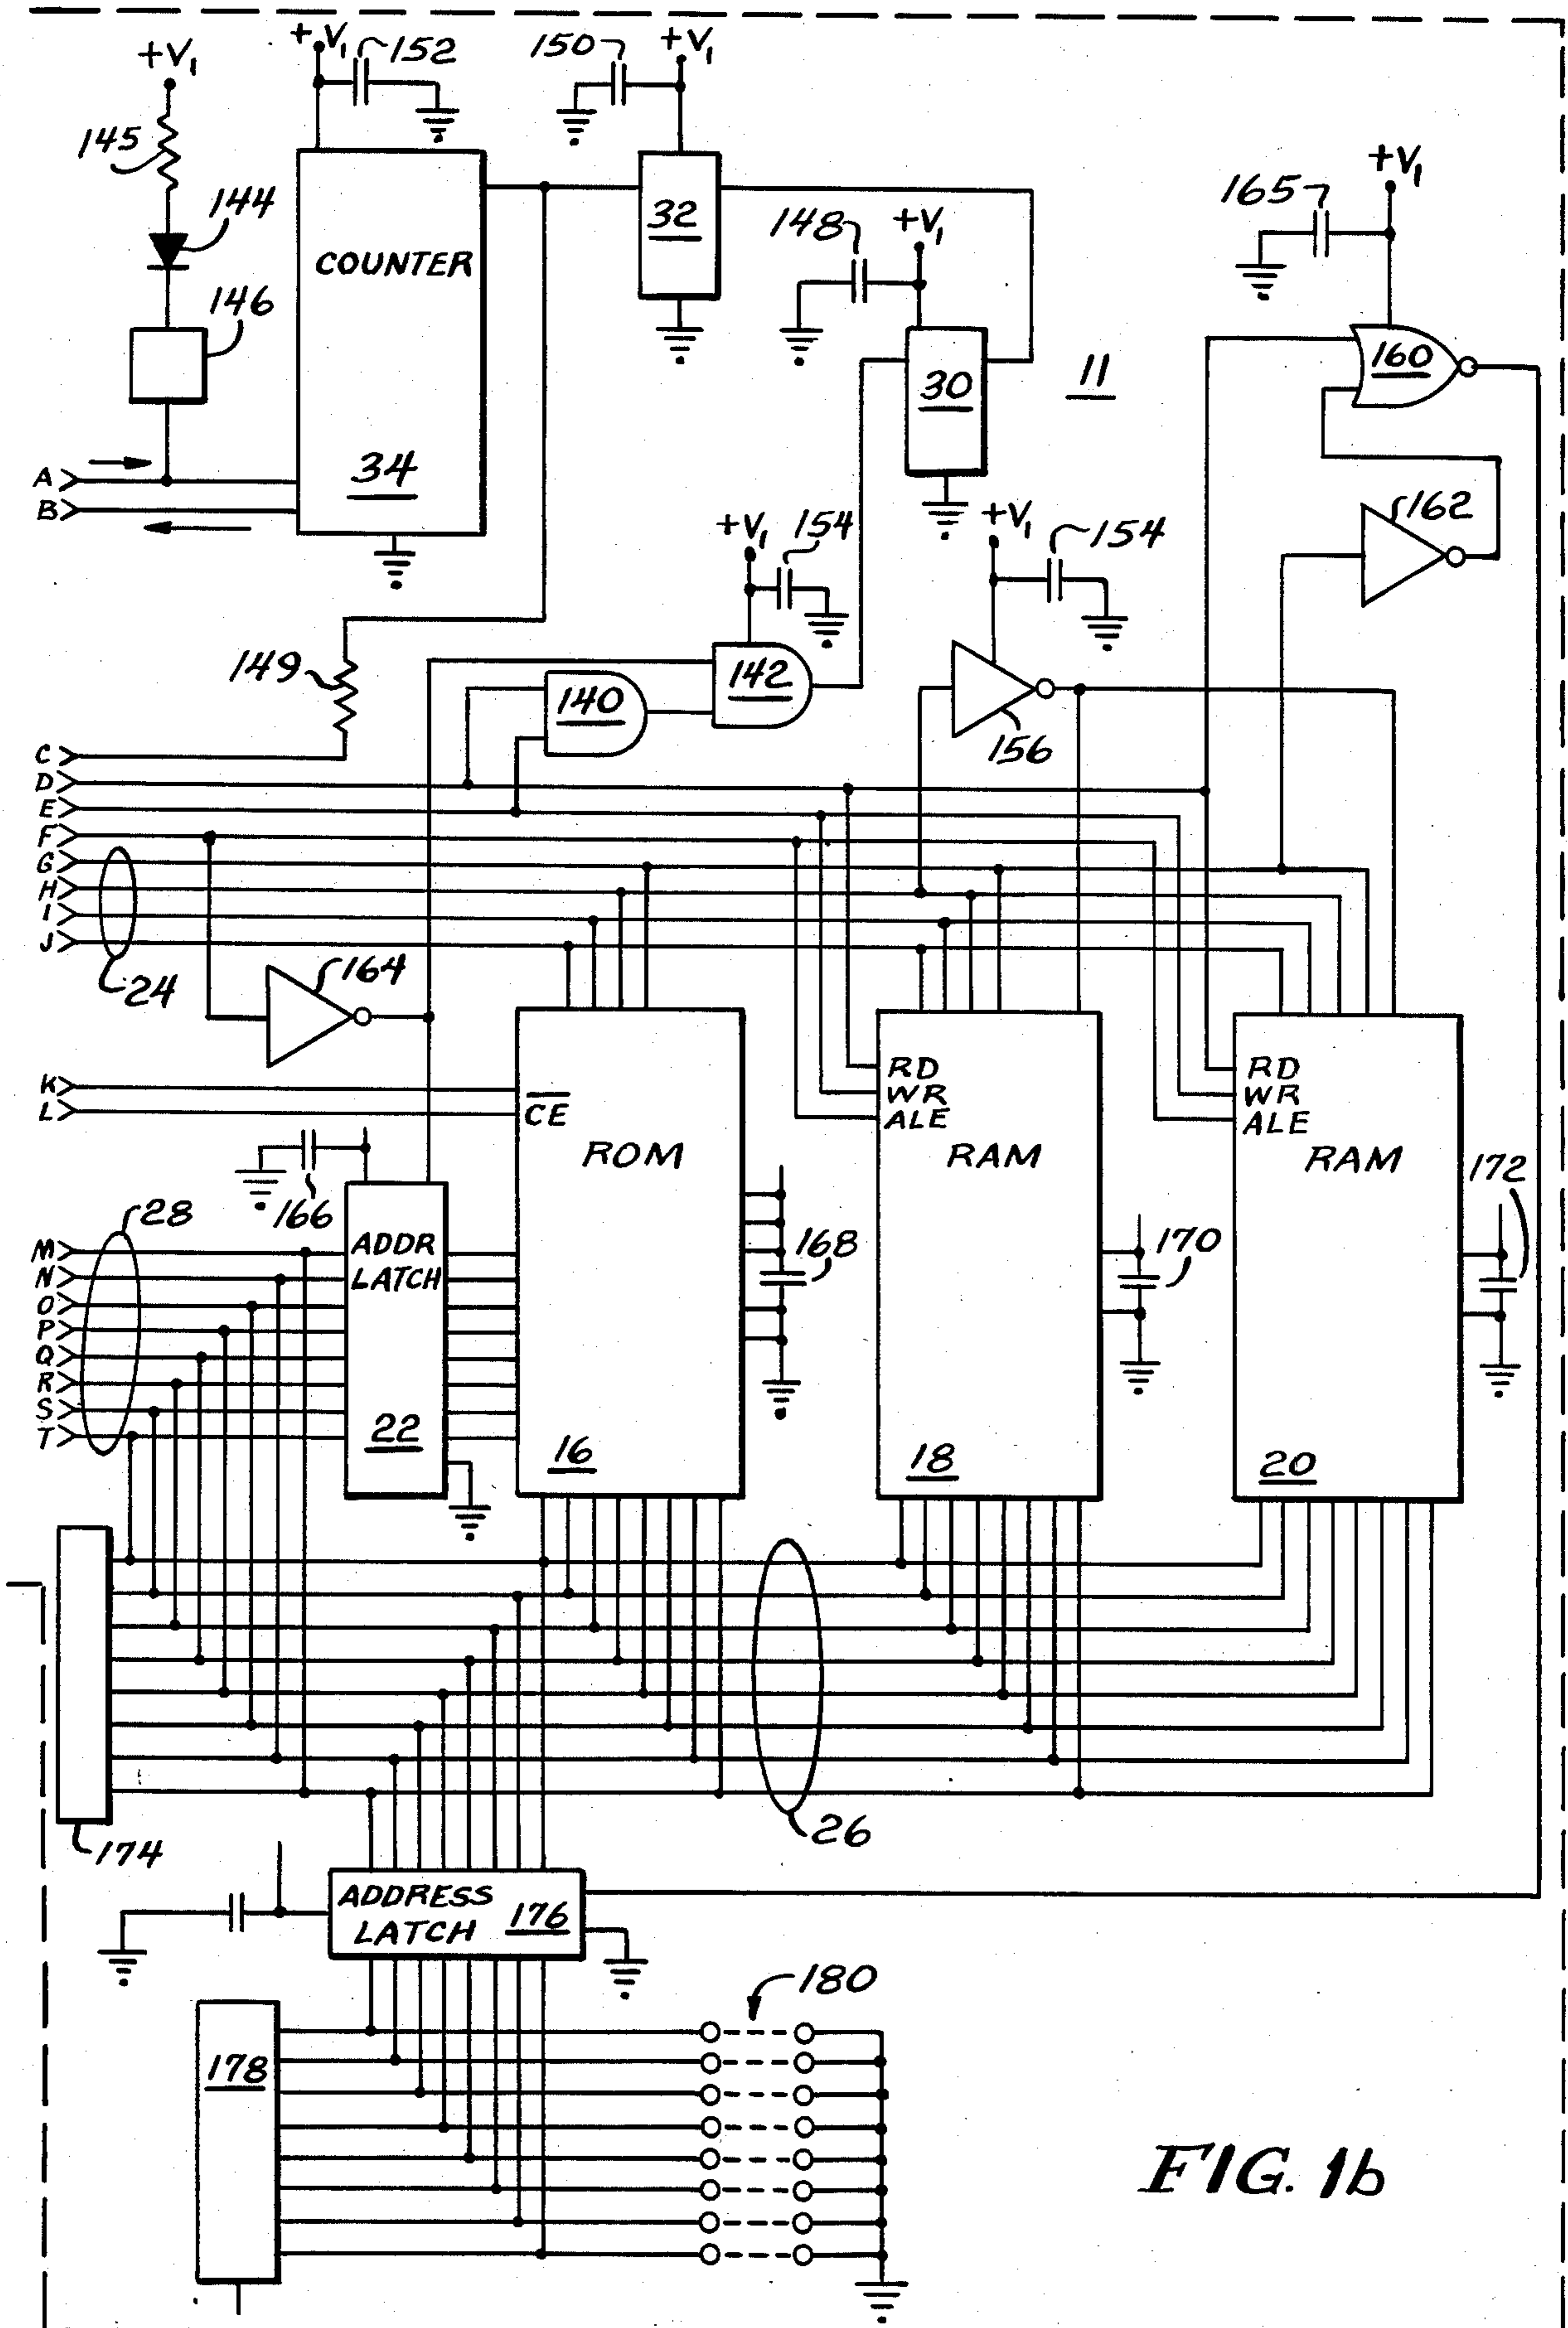 +V1
+V1
152
150
+V1
145
144
146
COUNTER
34
32
148
+V1
30
11
165
+V1
160
162
A
B
+V1
154
+V1
154
149
140
142
156
C
D
E
F
G
H
I
J
24
164
K
L
CE
ROM
16
RD
WR
ALE
RAM
18
RD
WR
ALE
RAM
20
172
166
28
168
170
M
N
O
P
Q
R
S
T
ADDR
LATCH
22
26
174
ADDRESS
LATCH
176
180
178
FIG. 1b